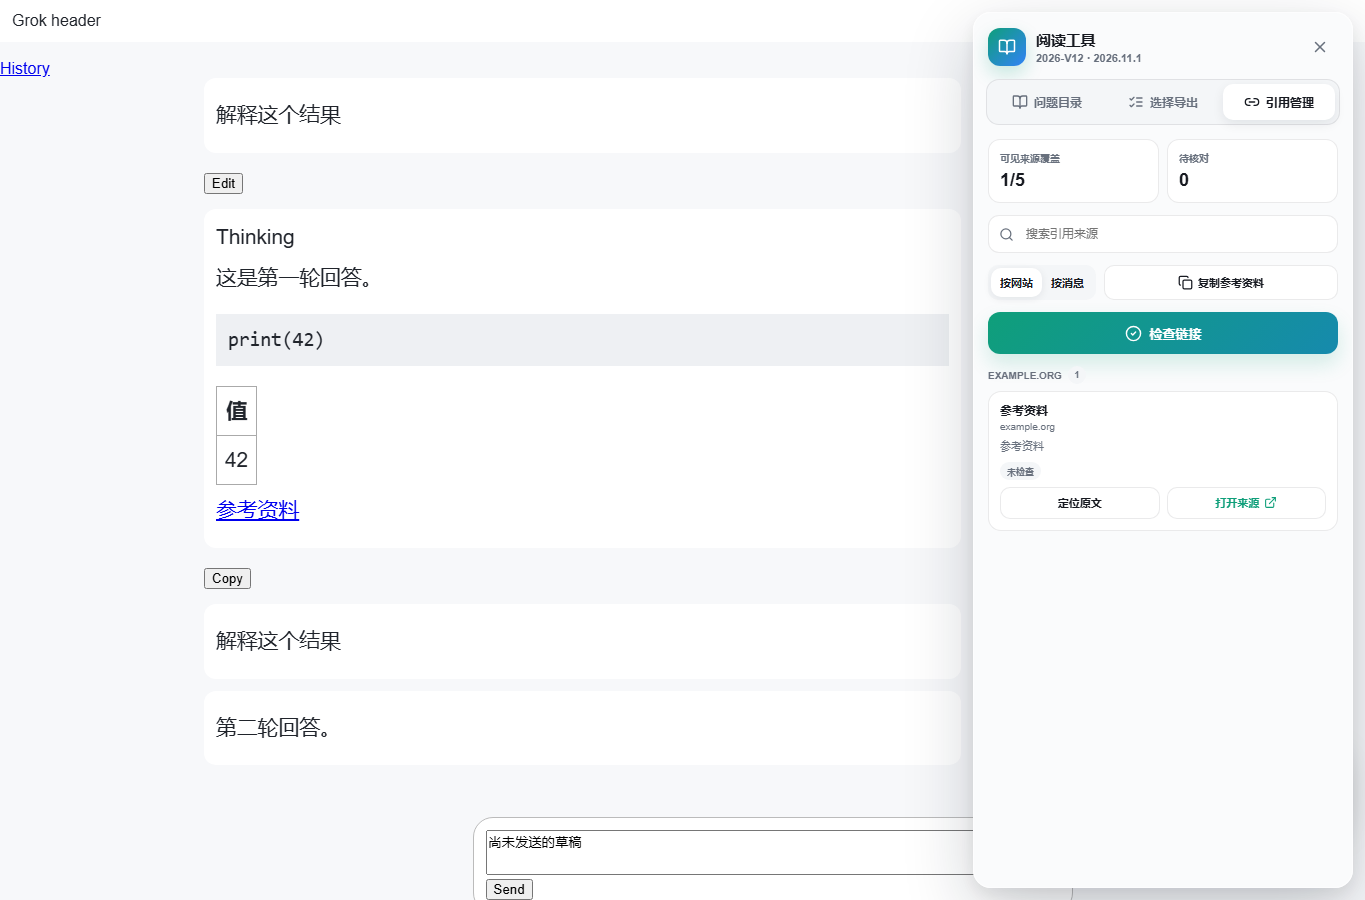 Grok header
History
解释这个结果
Edit
Thinking
这是第一轮回答。
print(42)
值
42
参考资料
Copy
解释这个结果
第二轮回答。
尚未发送的草稿
Send
阅读工具
2026-V12 · 2026.11.1
问题目录
选择导出
引用管理
可见来源覆盖
1/5
待核对
0
搜索引用来源
按网站
按消息
复制参考资料
检查链接
EXAMPLE.ORG 1
参考资料
example.org
参考资料
未检查
定位原文
打开来源